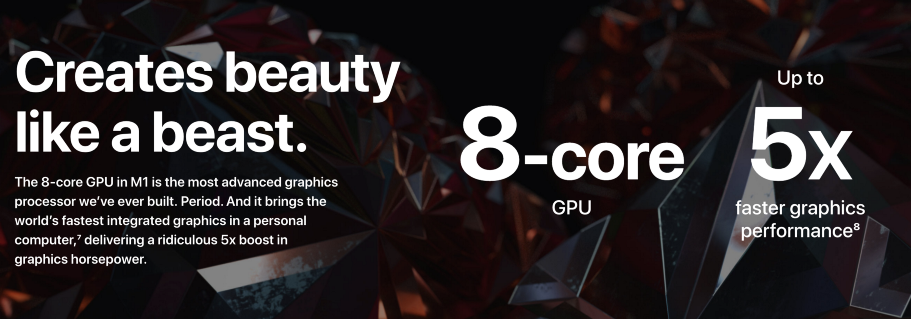 Creates beauty
like a beast.
The 8-core GPU in M1 is the most advanced graphics
processor we’ve ever built. Period. And it brings the
world’s fastest integrated graphics in a personal
computer,⁷ delivering a ridiculous 5x boost in
graphics horsepower.
8-core
GPU
Up to
5x
faster graphics
performance⁸